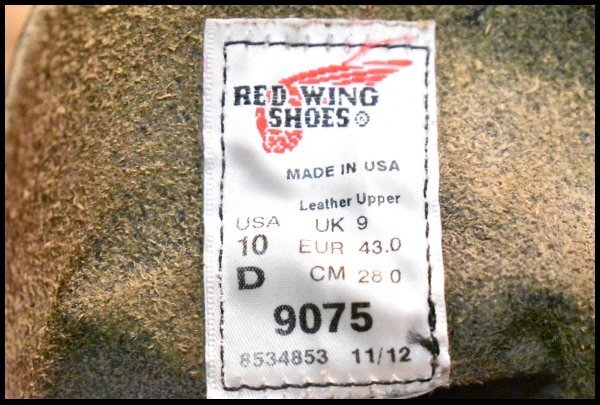 RED WING
SHOES ®
MADE IN USA
Leather Upper
USA UK 9
10 EUR 43.0
D CM 28.0
9075
8534853 11/12